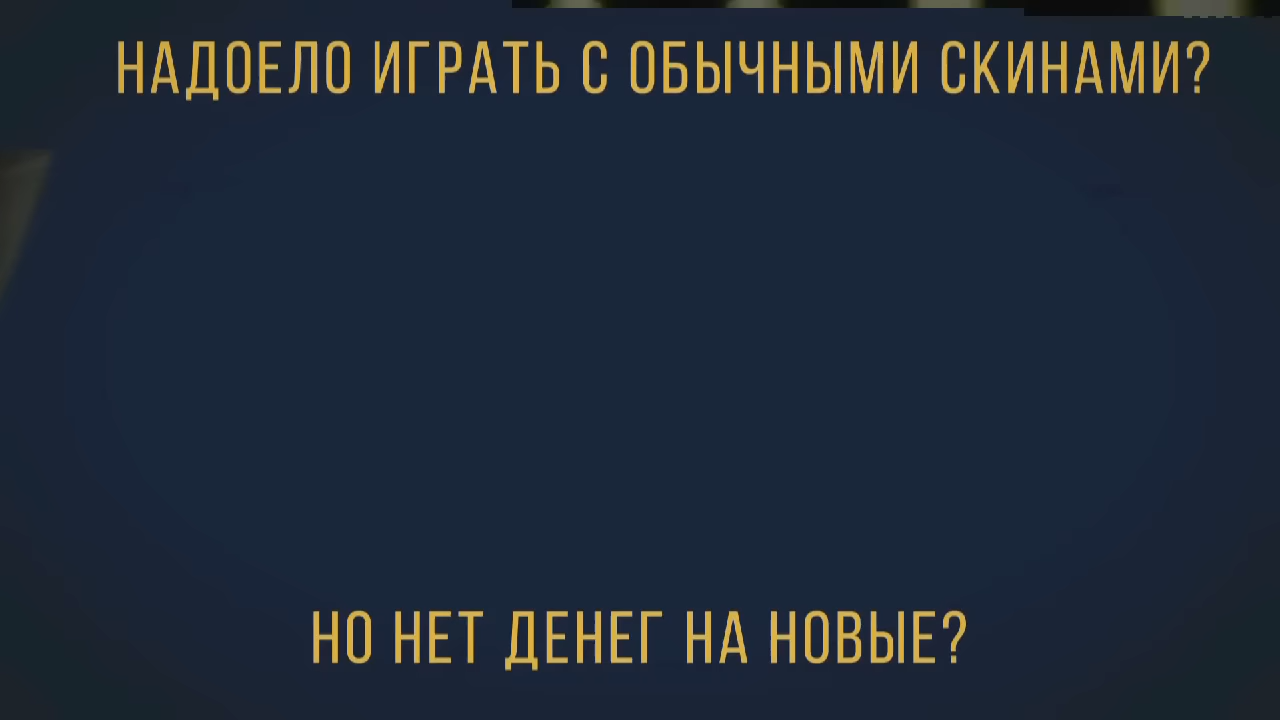 НАДОЕЛО ИГРАТЬ С ОБЫЧНЫМИ СКИНАМИ?
НО НЕТ ДЕНЕГ НА НОВЫЕ?